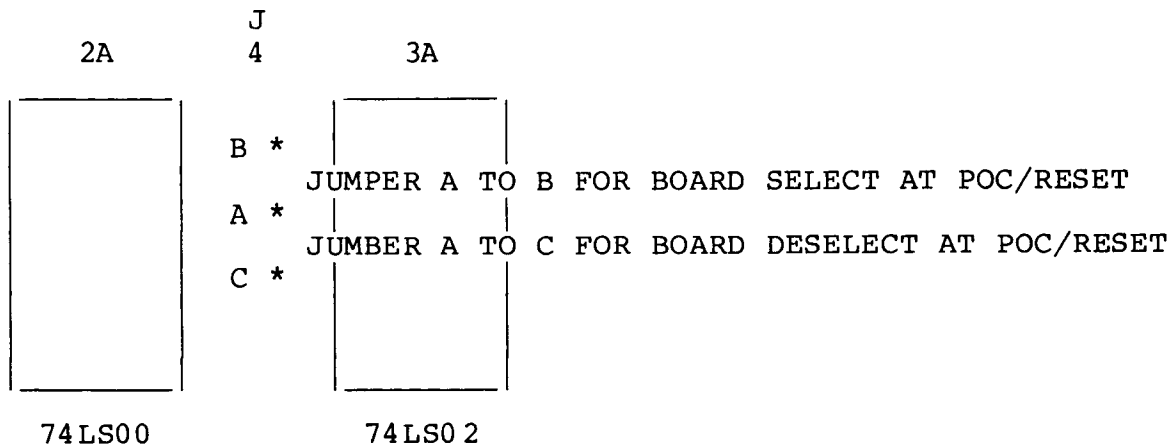 J
2A 4 3A
B *
JUMPER A TO B FOR BOARD SELECT AT POC/RESET
A *
JUMBER A TO C FOR BOARD DESELECT AT POC/RESET
C *
74LS00 74LS02